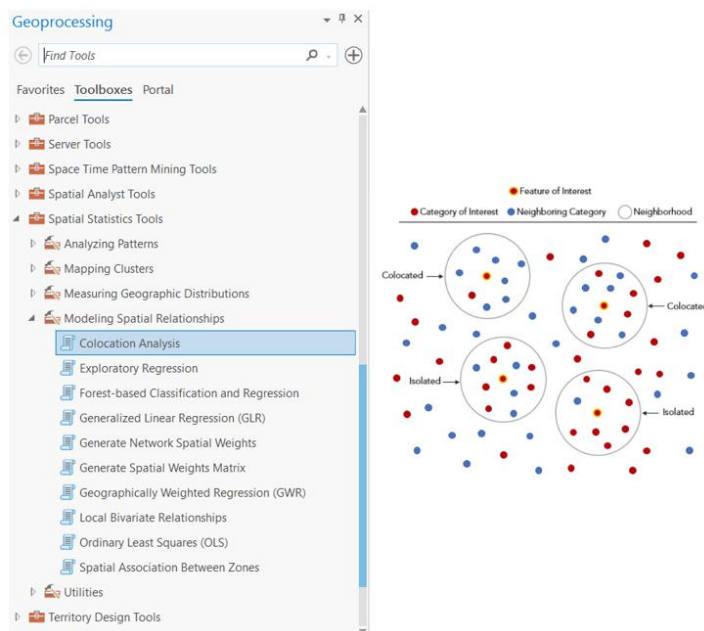 Geoprocessing
Find Tools
Favorites Toolboxes Portal
Parcel Tools
Server Tools
Space Time Pattern Mining Tools
Spatial Analyst Tools
Spatial Statistics Tools
Analyzing Patterns
Mapping Clusters
Measuring Geographic Distributions
Modeling Spatial Relationships
Colocation Analysis
Exploratory Regression
Forest-based Classification and Regression
Generalized Linear Regression (GLR)
Generate Network Spatial Weights
Generate Spatial Weights Matrix
Geographically Weighted Regression (GWR)
Local Bivariate Relationships
Ordinary Least Squares (OLS)
Spatial Association Between Zones
Utilities
Territory Design Tools
Feature of Interest
Category of Interest Neighboring Category Neighborhood
Colocated
Colocated
Isolated
Isolated